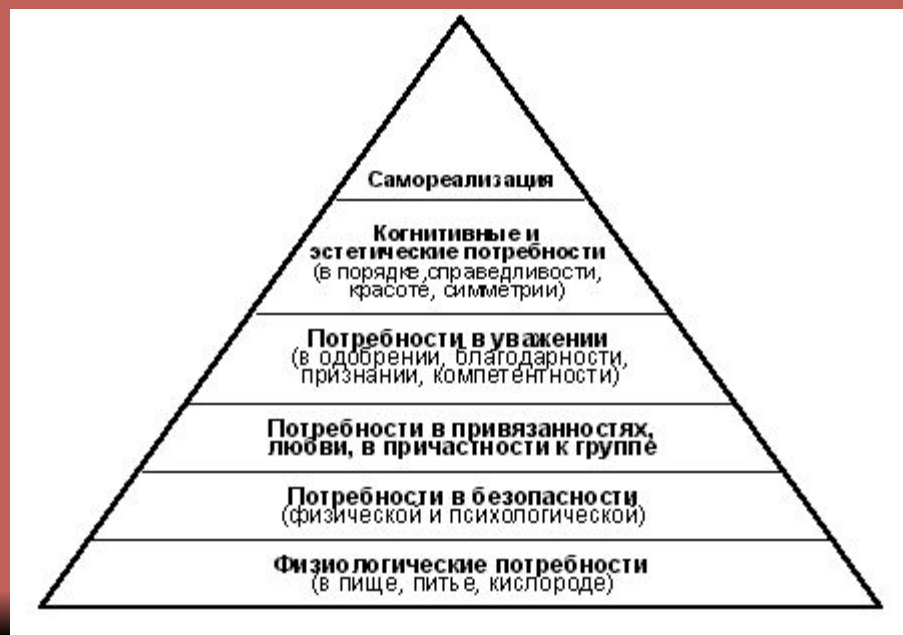 Самореализация
Когнитивные и
эстетические потребности
(в порядке,справедливости,
красоте, симметрии)
Потребности в уважении
(в одобрении, благодарности,
признании, компетентности)
Потребности в привязанностях,
любви, в причастности к группе
Потребности в безопасности
(физической и психологической)
Физиологические потребности
(в пище, питье, кислороде)